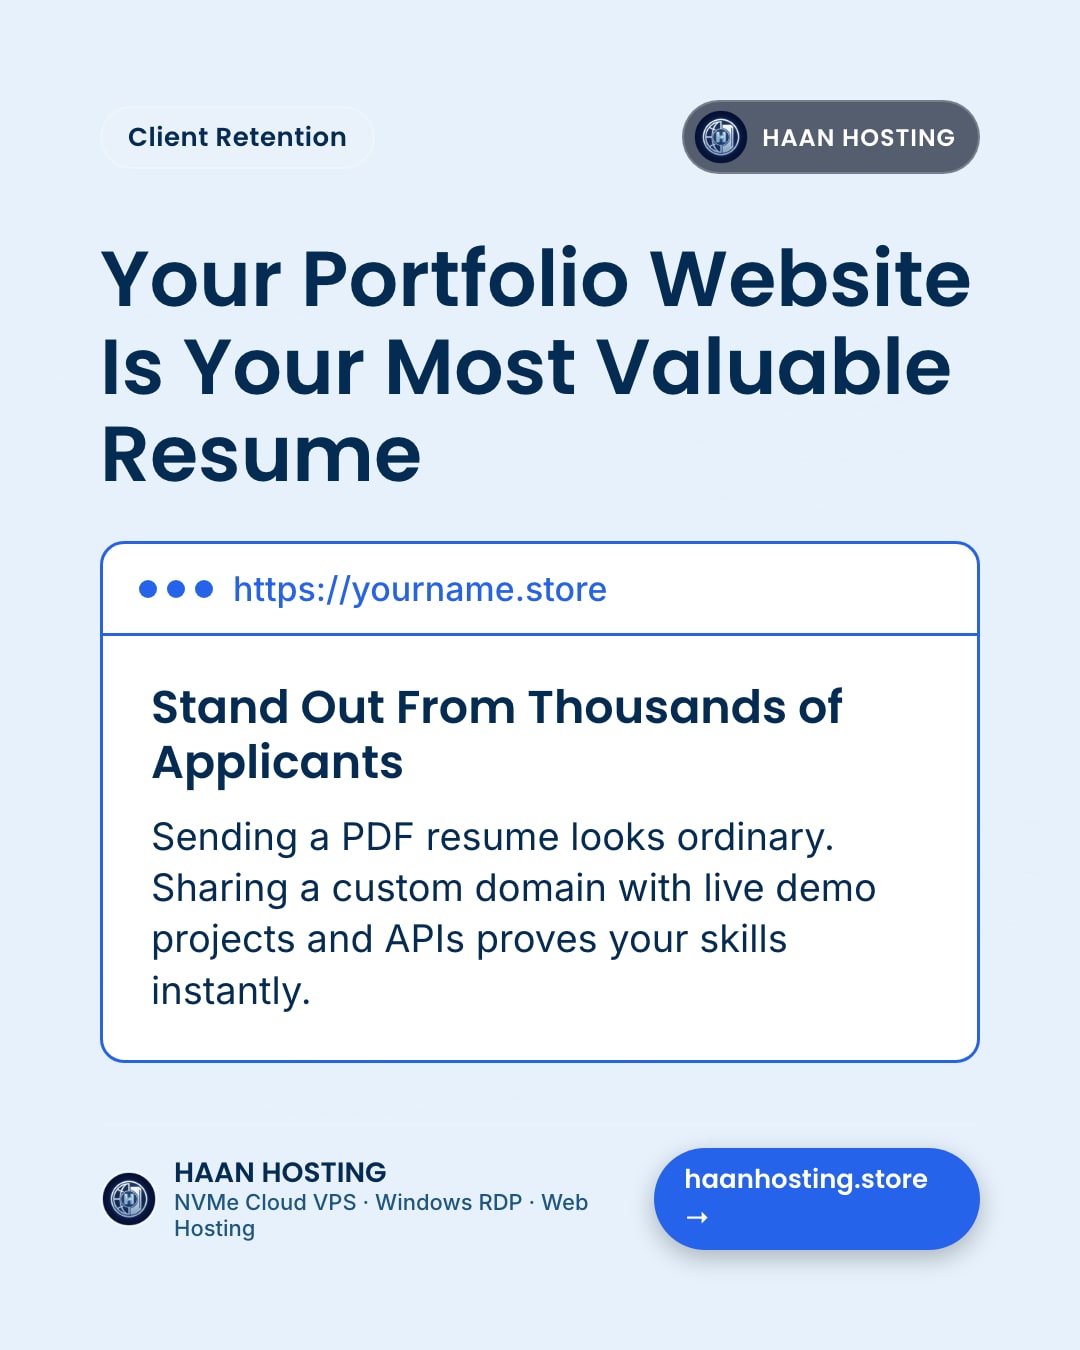 Client Retention
HAAN HOSTING
Your Portfolio Website
Is Your Most Valuable
Resume
https://yourname.store
Stand Out From Thousands of
Applicants
Sending a PDF resume looks ordinary.
Sharing a custom domain with live demo
projects and APIs proves your skills
instantly.
HAAN HOSTING
NVMe Cloud VPS · Windows RDP · Web
Hosting
haanhosting.store
→